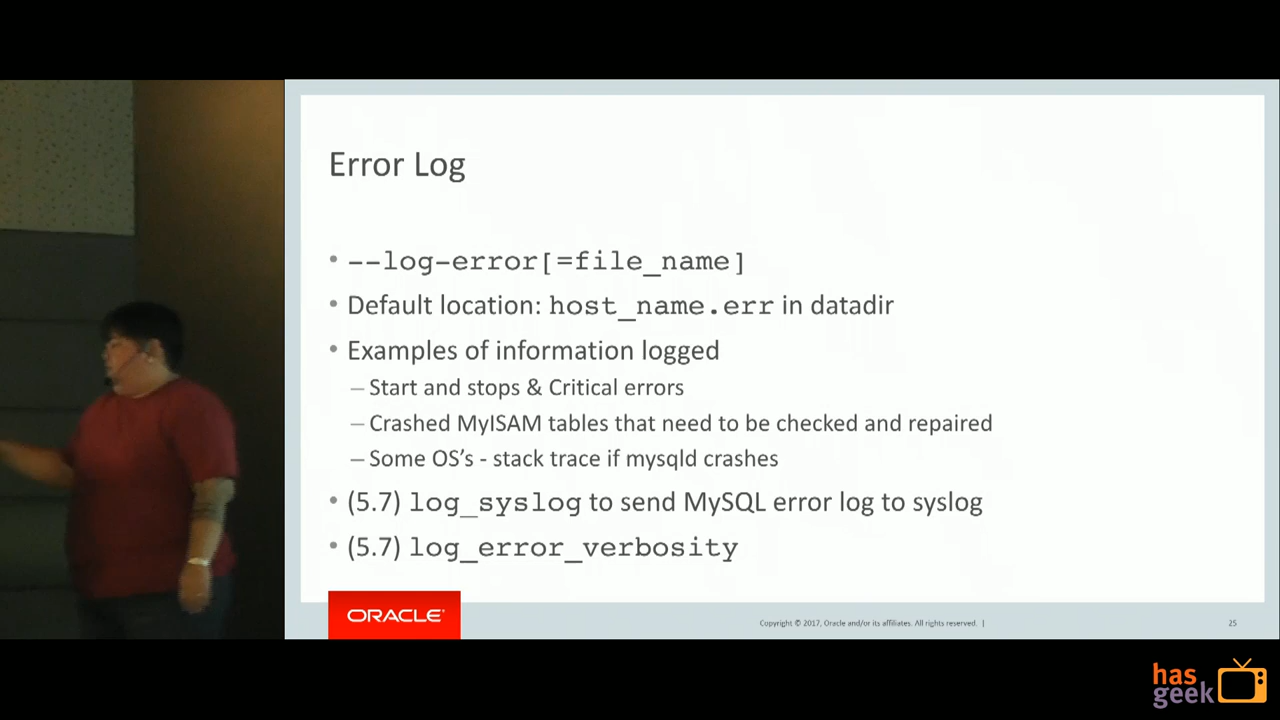 Error Log
• --log-error[=file_name]
• Default location: host_name.err in datadir
• Examples of information logged
– Start and stops & Critical errors
– Crashed MyISAM tables that need to be checked and repaired
– Some OS’s - stack trace if mysqld crashes
• (5.7) log_syslog to send MySQL error log to syslog
• (5.7) log_error_verbosity
ORACLE
Copyright © 2017, Oracle and/or its affiliates. All rights reserved. |
25
has
geek